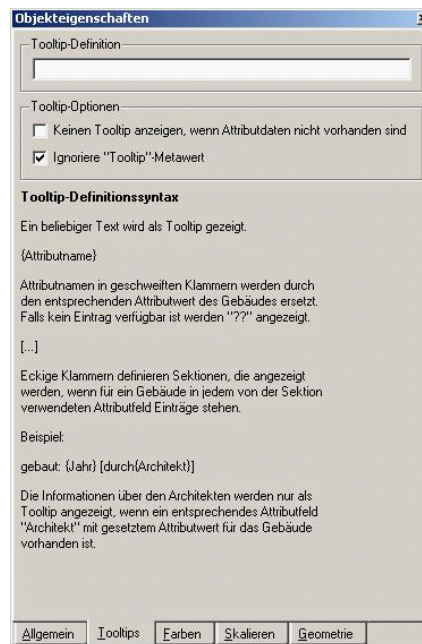 Objekteigenschaften
Tooltip-Definition
Tooltip-Optionen
Keinen Tooltip anzeigen, wenn Attributdaten nicht vorhanden sind
Ignoriere "Tooltip"-Metawert
Tooltip-Definitionssyntax
Ein beliebiger Text wird als Tooltip gezeigt.
{Attributname}
Attributnamen in geschweiften Klammern werden durch
den entsprechenden Attributwert des Gebäudes ersetzt.
Falls kein Eintrag verfügbar ist werden "??" angezeigt.
[...]
Eckige Klammern definieren Sektionen, die angezeigt
werden, wenn für ein Gebäude in jedem von der Sektion
verwendeten Attributfeld Einträge stehen.
Beispiel:
gebaut: {Jahr} [durch{Architekt}]
Die Informationen über den Architekten werden nur als
Tooltip angezeigt, wenn ein entsprechendes Attributfeld
"Architekt" mit gesetztem Attributwert für das Gebäude
vorhanden ist.
Allgemein Tooltips Farben Skalieren Geometrie